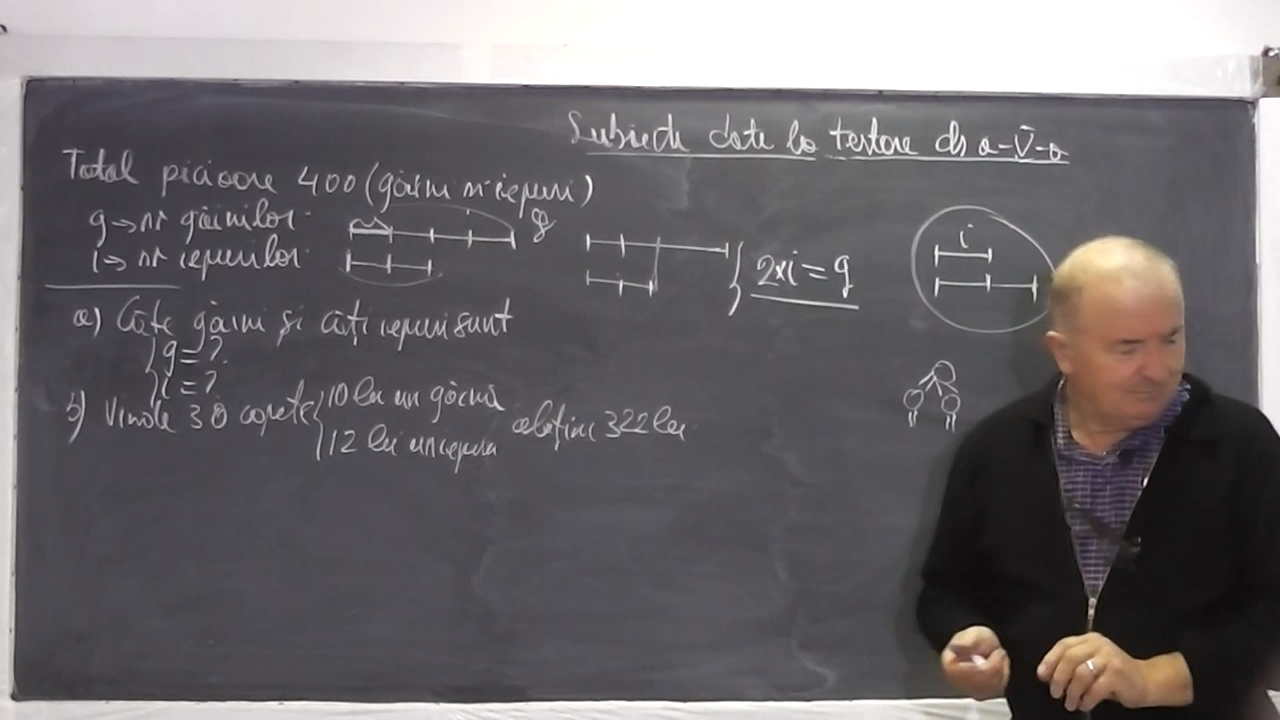 Subiecte date la testare cls a-V-a
Total picioare 400 (găini și iepuri)
g→nr găinilor
g
i→ nr iepurilor
2×i=g
i
a) Câte găini și câți iepuri sunt
g=?
i=?
b) Vinde 30 capete
10 lei un găină
12 lei un iepure
obține 322 lei